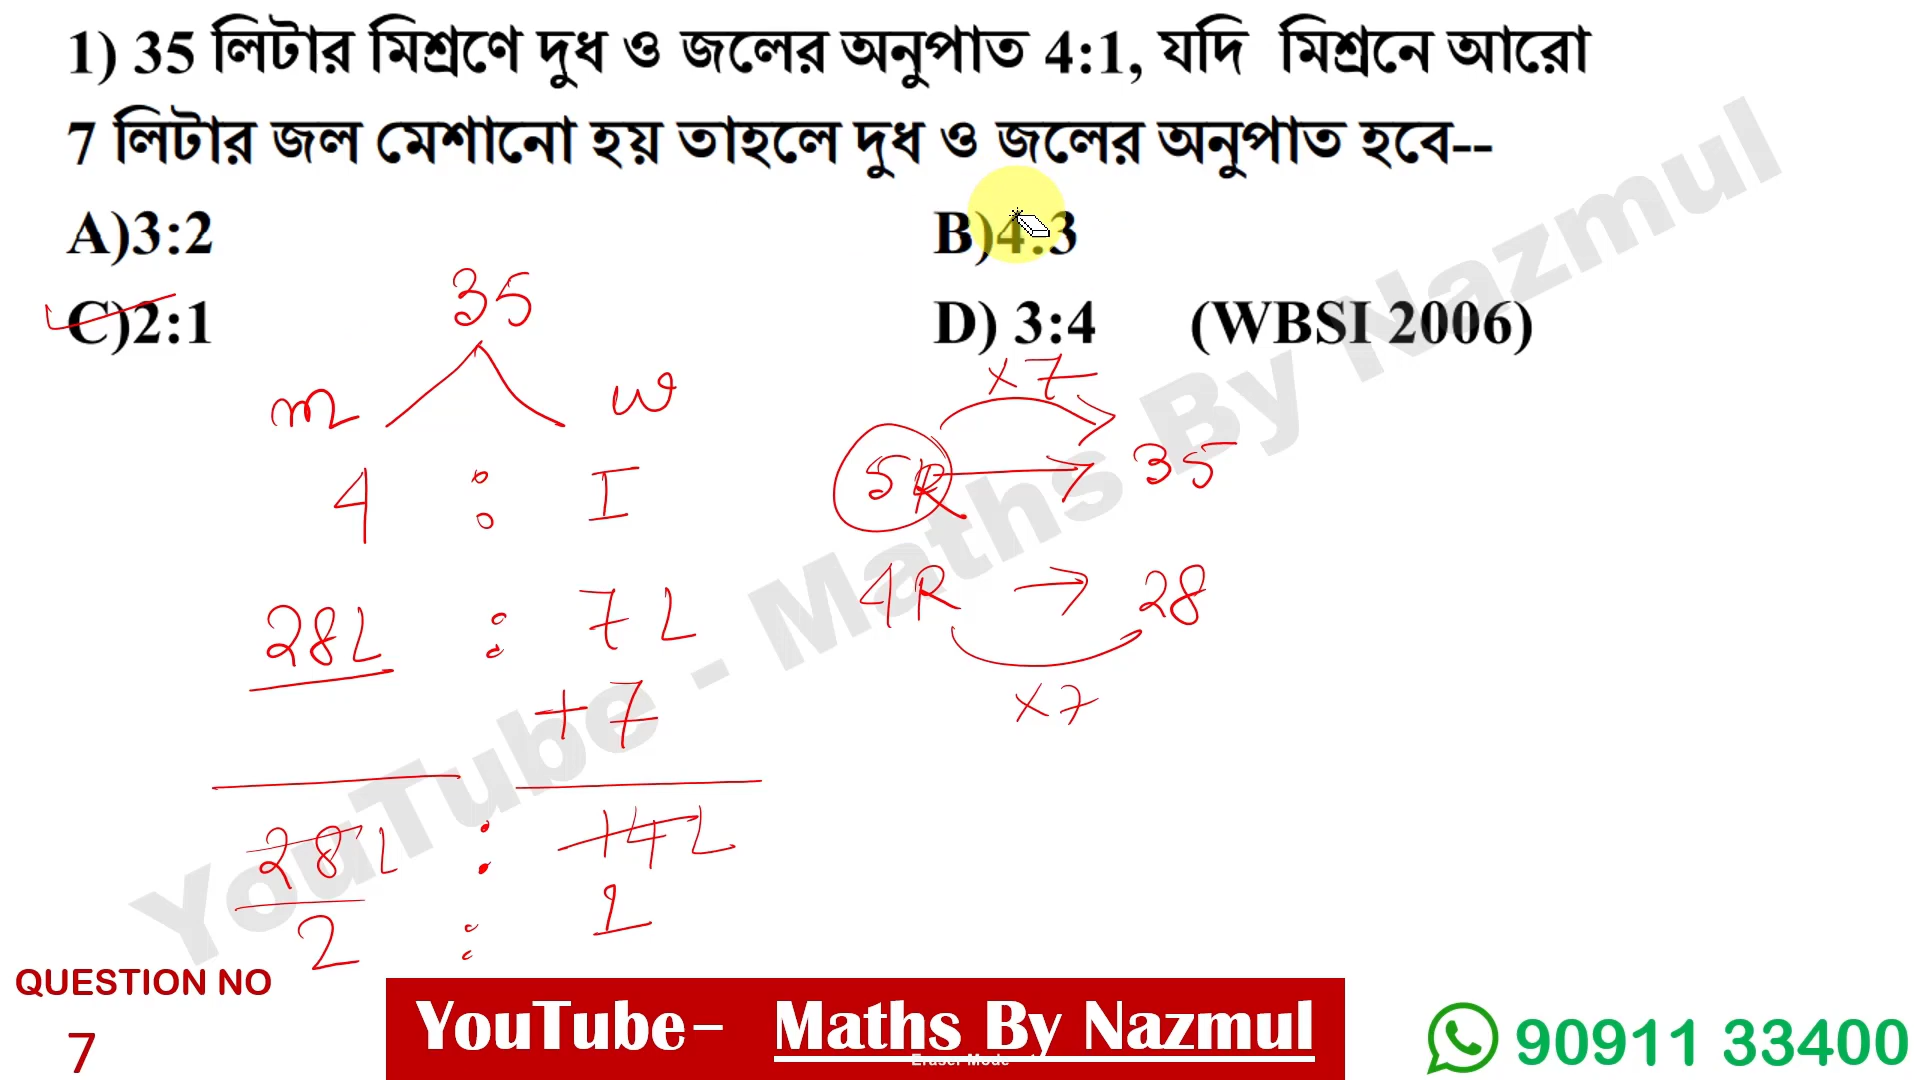 1) 35 লিটার মিশ্রণে দুধ ও জলের অনুপাত 4:1, যদি মিশ্রনে আরো
7 লিটার জল মেশানো হয় তাহলে দুধ ও জলের অনুপাত হবে--
A)3:2 B)4:3
C)2:1 D) 3:4 (WBSI 2006)
35
m w
4 : 1
28L : 7L
+7
28L : 14L
2 : 1
×7
5R → 35
4R → 28
×7
YouTube - Maths By Nazmul
QUESTION NO
7
YouTube- Maths By Nazmul
Eraser Mode
90911 33400